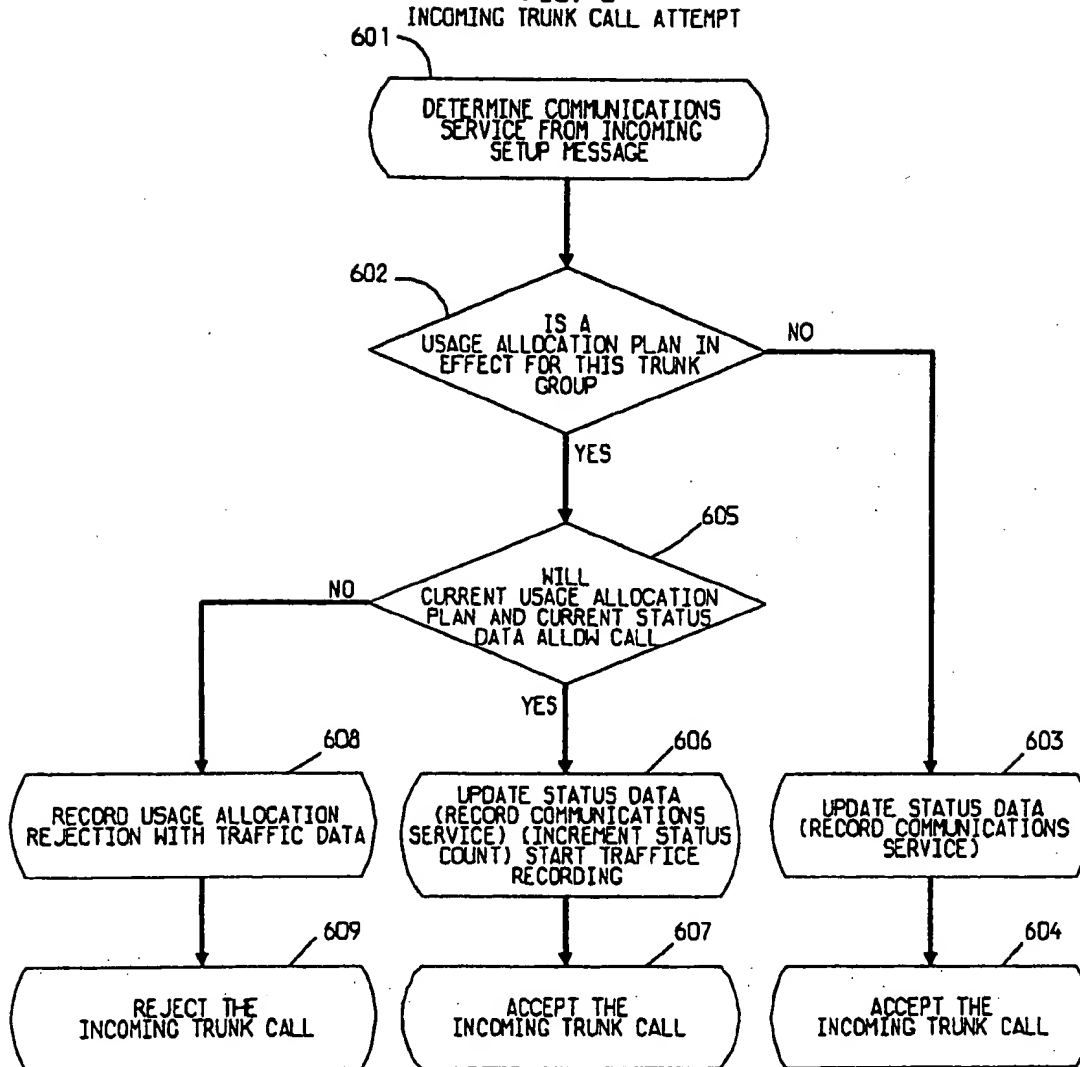 INCOMING TRUNK CALL ATTEMPT
601
DETERMINE COMMUNICATIONS
SERVICE FROM INCOMING
SETUP MESSAGE
602
IS A
USAGE ALLOCATION PLAN IN
EFFECT FOR THIS TRUNK
GROUP
NO
YES
605
WILL
CURRENT USAGE ALLOCATION
PLAN AND CURRENT STATUS
DATA ALLOW CALL
NO
YES
608
RECORD USAGE ALLOCATION
REJECTION WITH TRAFFIC DATA
606
UPDATE STATUS DATA
(RECORD COMMUNICATIONS
SERVICE) (INCREMENT STATUS
COUNT) START TRAFFICE
RECORDING
603
UPDATE STATUS DATA
(RECORD COMMUNICATIONS
SERVICE)
609
REJECT THE
INCOMING TRUNK CALL
607
ACCEPT THE
INCOMING TRUNK CALL
604
ACCEPT THE
INCOMING TRUNK CALL